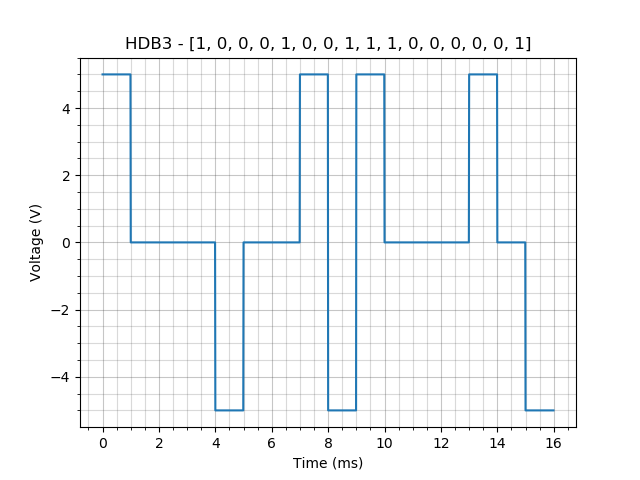 HDB3 - [1, 0, 0, 0, 1, 0, 0, 1, 1, 1, 0, 0, 0, 0, 0, 1]
4
2
0
−2
−4
Voltage (V)
0 2 4 6 8 10 12 14 16
Time (ms)